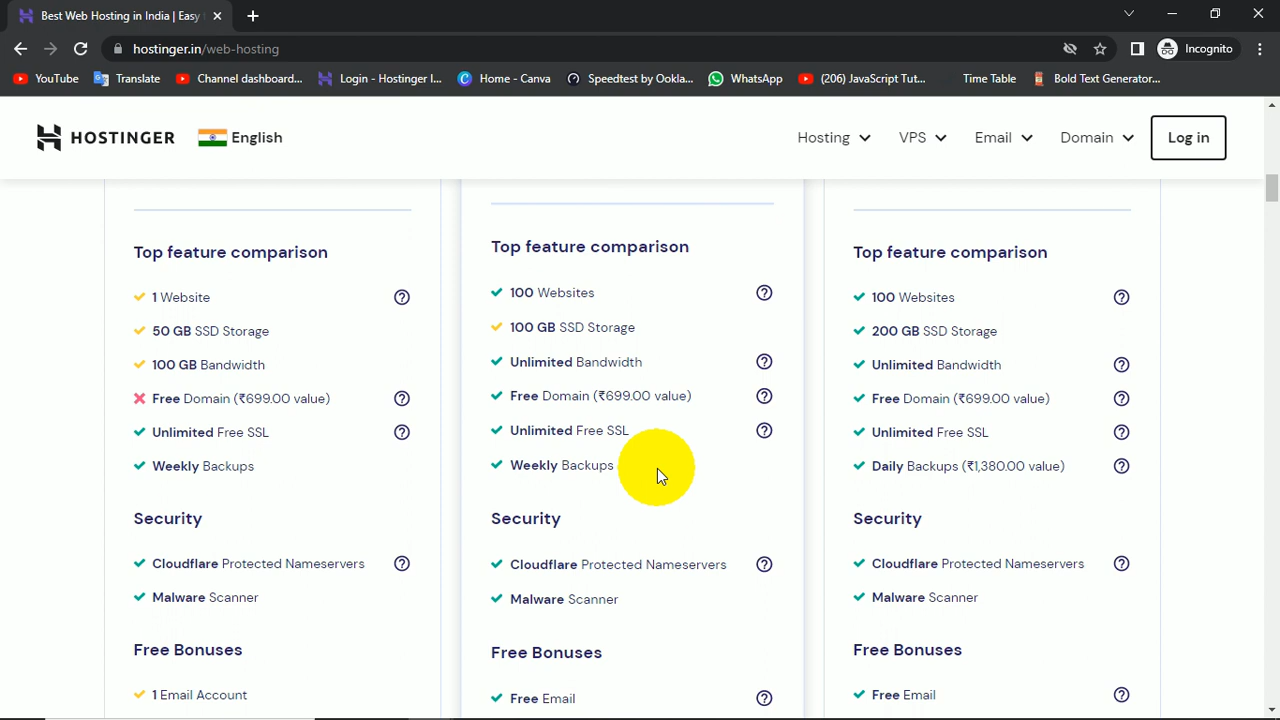 Best Web Hosting in India | Easy
hostinger.in/web-hosting
Incognito
YouTube
Translate
Channel dashboard...
Login - Hostinger I...
Home - Canva
Speedtest by Ookla...
WhatsApp
(206) JavaScript Tut...
Time Table
Bold Text Generator...
HOSTINGER
English
Hosting
VPS
Email
Domain
Log in
Top feature comparison
1 Website
50 GB SSD Storage
100 GB Bandwidth
Free Domain (₹699.00 value)
Unlimited Free SSL
Weekly Backups
Security
Cloudflare Protected Nameservers
Malware Scanner
Free Bonuses
1 Email Account
Top feature comparison
100 Websites
100 GB SSD Storage
Unlimited Bandwidth
Free Domain (₹699.00 value)
Unlimited Free SSL
Weekly Backups
Security
Cloudflare Protected Nameservers
Malware Scanner
Free Bonuses
Free Email
Top feature comparison
100 Websites
200 GB SSD Storage
Unlimited Bandwidth
Free Domain (₹699.00 value)
Unlimited Free SSL
Daily Backups (₹1,380.00 value)
Security
Cloudflare Protected Nameservers
Malware Scanner
Free Bonuses
Free Email